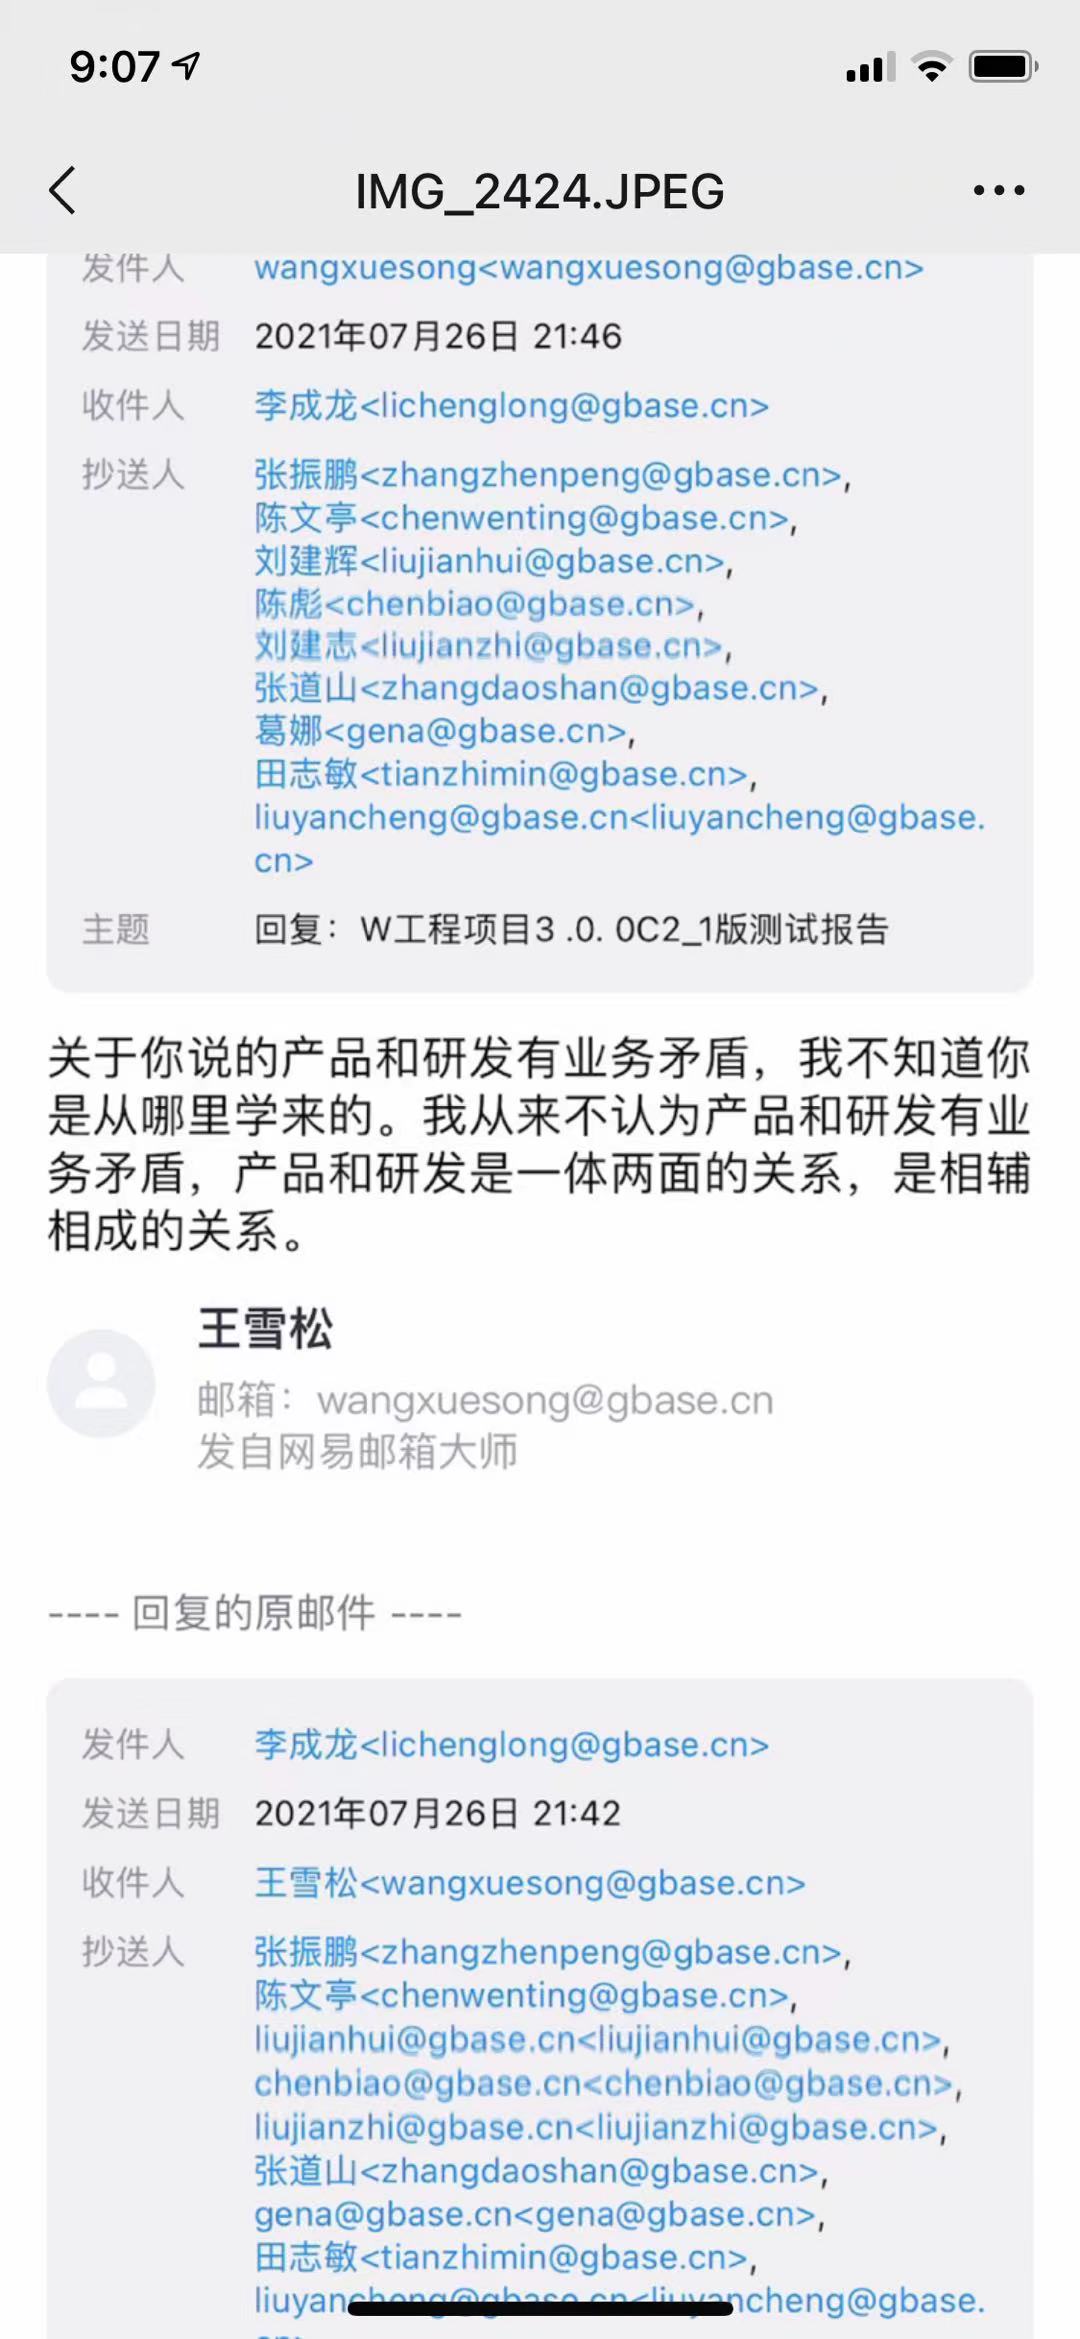 9:07
IMG_2424.JPEG
发件人 wangxuesong<wangxuesong@gbase.cn>
发送日期 2021年07月26日 21:46
收件人 李成龙<lichenglong@gbase.cn>
抄送人 张振鹏<zhangzhenpeng@gbase.cn>,
陈文亭<chenwenting@gbase.cn>,
刘建辉<liujianhui@gbase.cn>,
陈彪<chenbiao@gbase.cn>,
刘建志<liujianzhi@gbase.cn>,
张道山<zhangdaoshan@gbase.cn>,
葛娜<gena@gbase.cn>,
田志敏<tianzhimin@gbase.cn>,
liuyancheng@gbase.cn<liuyancheng@gbase.
cn>
主题 回复：W工程项目3 .0. 0C2_1版测试报告
关于你说的产品和研发有业务矛盾，我不知道你
是从哪里学来的。我从来不认为产品和研发有业
务矛盾，产品和研发是一体两面的关系，是相辅
相成的关系。
王雪松
邮箱：wangxuesong@gbase.cn
发自网易邮箱大师
---- 回复的原邮件 ----
发件人 李成龙<lichenglong@gbase.cn>
发送日期 2021年07月26日 21:42
收件人 王雪松<wangxuesong@gbase.cn>
抄送人 张振鹏<zhangzhenpeng@gbase.cn>,
陈文亭<chenwenting@gbase.cn>,
liujianhui@gbase.cn<liujianhui@gbase.cn>,
chenbiao@gbase.cn<chenbiao@gbase.cn>,
liujianzhi@gbase.cn<liujianzhi@gbase.cn>,
张道山<zhangdaoshan@gbase.cn>,
gena@gbase.cn<gena@gbase.cn>,
田志敏<tianzhimin@gbase.cn>,
liuyancheng@gbase.cn<liuyancheng@gbase.